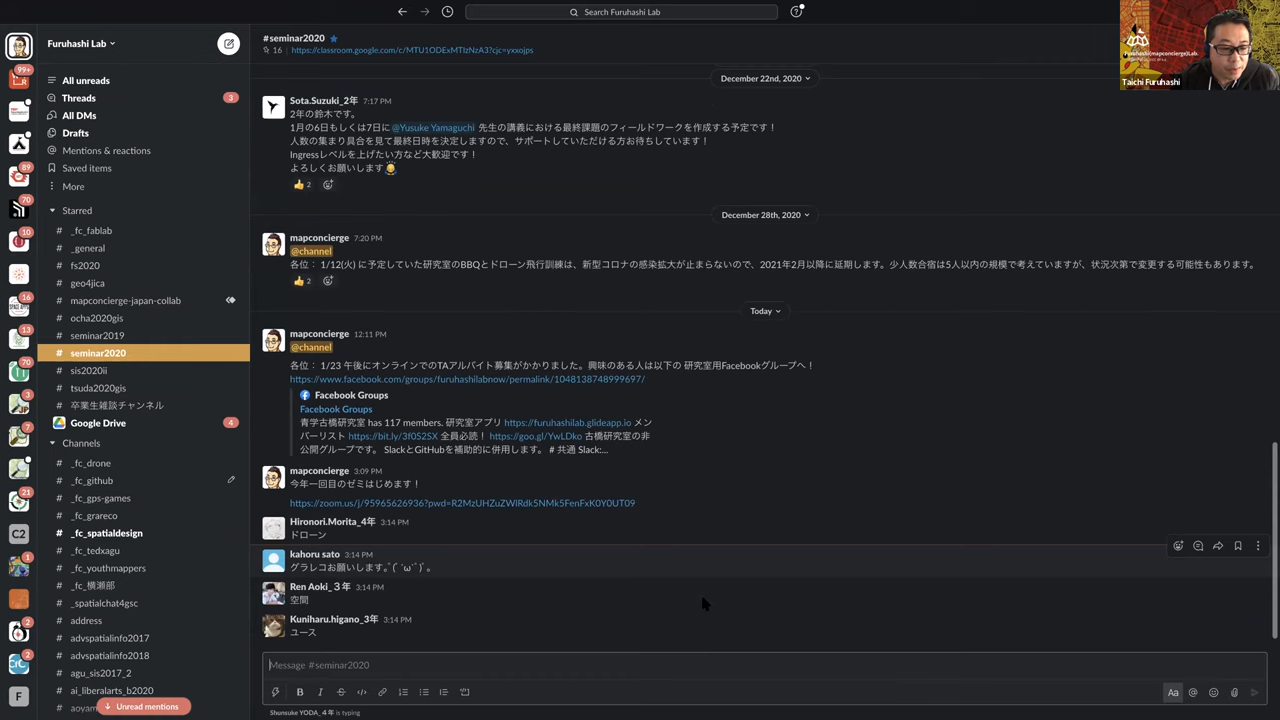 Search Furuhashi Lab
Furuhashi Lab
99+
89
70
10
16
13
70
3
7
21
C2
1
2
2
F
All unreads
Threads
3
All DMs
Drafts
Mentions & reactions
Saved items
More
Starred
# _fc_fablab
# _general
# fs2020
# geo4jica
# mapconcierge-japan-collab
# ocha2020gis
# seminar2019
# seminar2020
# sis2020ii
# tsuda2020gis
# 卒業生雑談チャンネル
Google Drive
4
Channels
# _fc_drone
# _fc_github
# _fc_gps-games
# _fc_grareco
# _fc_spatialdesign
# _fc_tedxagu
# _fc_youthmappers
# _fc_横瀬部
# _spatialchat4gsc
# address
# advspatialinfo2017
# advspatialinfo2018
# agu_sis2017_2
# ai_liberalarts_b2020
# aoyam
↓ Unread mentions
#seminar2020
16 | https://classroom.google.com/c/MTU1ODExMTIzNzA3?cjc=yxxojps
December 22nd, 2020
Sota.Suzuki_2年 7:17 PM
2年の鈴木です。
1月の6日もしくは7日に@Yusuke Yamaguchi 先生の講義における最終課題のフィールドワークを作成する予定です！
人数の集まり具合を見て最終日時を決定しますので、サポートしていただける方お待ちしています！
Ingressレベルを上げたい方など大歓迎です！
よろしくお願いします
2
December 28th, 2020
mapconcierge 7:20 PM
@channel
各位： 1/12(火) に予定していた研究室のBBQとドローン飛行訓練は、新型コロナの感染拡大が止まらないので、2021年2月以降に延期します。少人数合宿は5人以内の規模で考えていますが、状況次第で変更する可能性もあります。
2
Today
mapconcierge 12:11 PM
@channel
各位： 1/23 午後にオンラインでのTAアルバイト募集がかかりました。興味のある人は以下の 研究室用Facebookグループへ！
https://www.facebook.com/groups/furuhashilabnow/permalink/1048138748999697/
Facebook Groups
Facebook Groups
青学古橋研究室 has 117 members. 研究室アプリ https://furuhashilab.glideapp.io メン
バーリスト https://bit.ly/3f0S2SX 全員必読！ https://goo.gl/YwLDko 古橋研究室の非
公開グループです。 SlackとGitHubを補助的に併用します。 # 共通 Slack:...
mapconcierge 3:09 PM
今年一回目のゼミはじめます！
https://zoom.us/j/95965626936?pwd=R2MzUHZuZWlRdk5NMk5FenFxK0Y0UT09
Hironori.Morita_4年 3:14 PM
ドローン
kahoru sato 3:14 PM
グラレコお願いします｡ﾟ(ﾟ´ω`ﾟ)ﾟ｡
Ren Aoki_３年 3:14 PM
空間
Kuniharu.higano_3年 3:14 PM
ユース
Message #seminar2020
Aa
Shunsuke YODA_４年 is typing
Furuhashi(mapconcierge)Lab.
Taichi Furuhashi